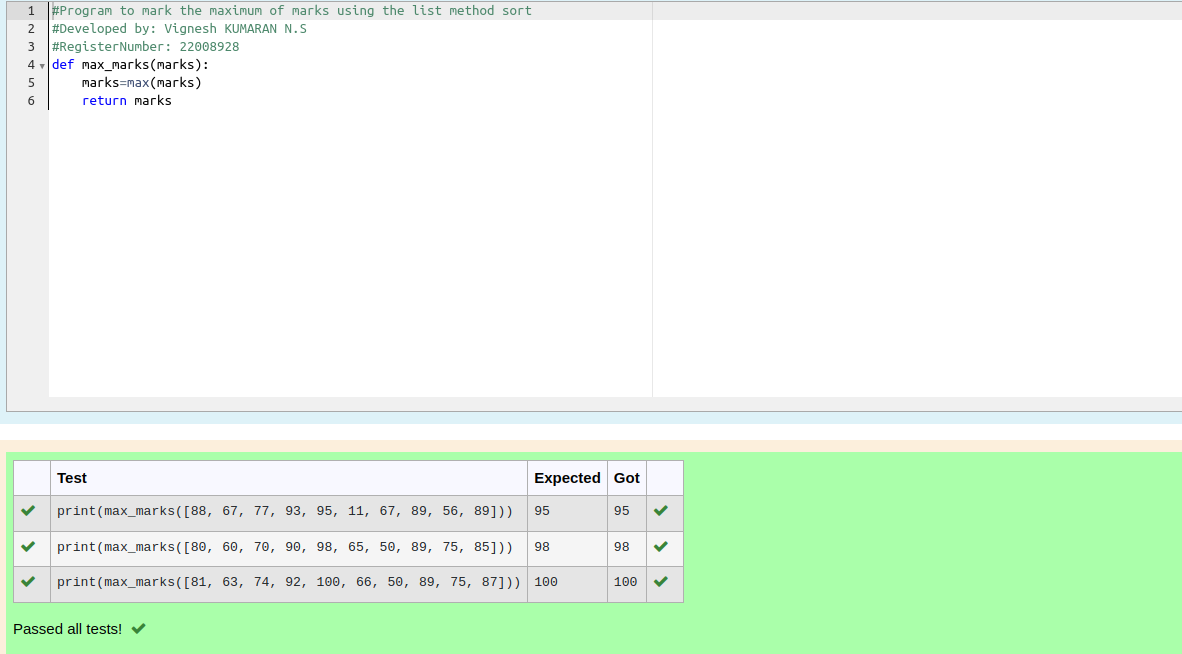 1 #Program to mark the maximum of marks using the list method sort
2 #Developed by: Vignesh KUMARAN N.S
3 #RegisterNumber: 22008928
4 def max_marks(marks):
5     marks=max(marks)
6     return marks
Test Expected Got
print(max_marks([88, 67, 77, 93, 95, 11, 67, 89, 56, 89])) 95 95
print(max_marks([80, 60, 70, 90, 98, 65, 50, 89, 75, 85])) 98 98
print(max_marks([81, 63, 74, 92, 100, 66, 50, 89, 75, 87])) 100 100
Passed all tests!